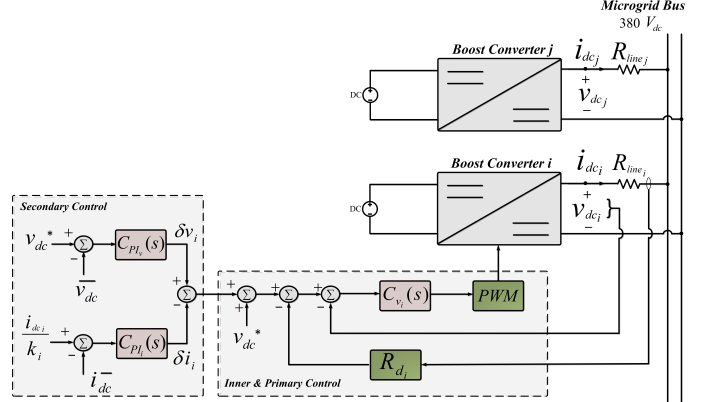 Microgrid Bus
380 V_dc
Boost Converter j
i_dc_j
R_line_j
DC
+
v_dc_j
−
Boost Converter i
i_dc_i
R_line_i
DC
+
v_dc_i
−
Secondary Control
v_dc*
+
−
Σ
C_PI_v(s)
δv_i
v̅_dc
+
−
Σ
i_dc_i / k_i
+
−
Σ
C_PI_i(s)
δi_i
i̅_dc
+
+
Σ
v_dc*
+
−
Σ
+
−
Σ
C_v_i(s)
PWM
R_d_i
Inner & Primary Control